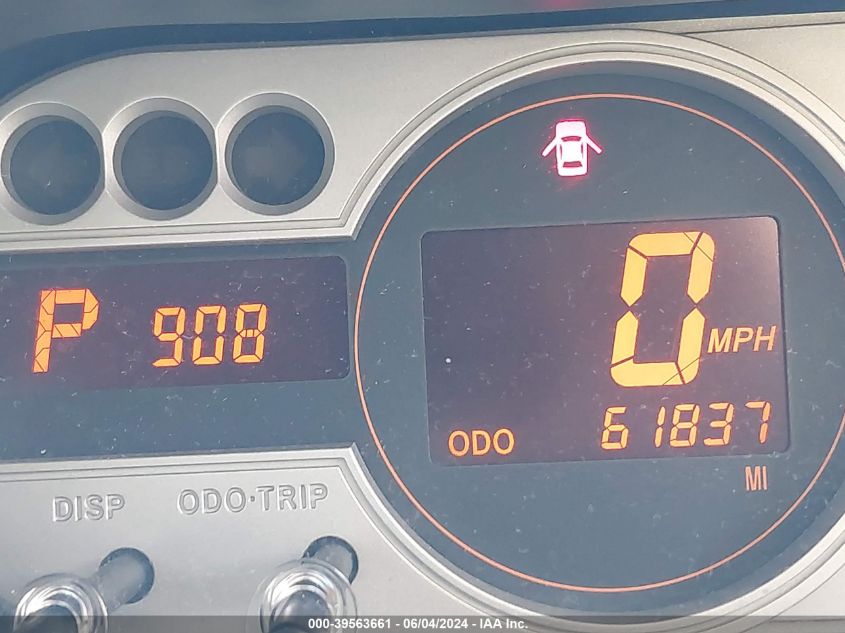 P 908
0 MPH
ODO 61837
MI
DISP ODO·TRIP
000-39563661 - 06/04/2024 - IAA Inc.